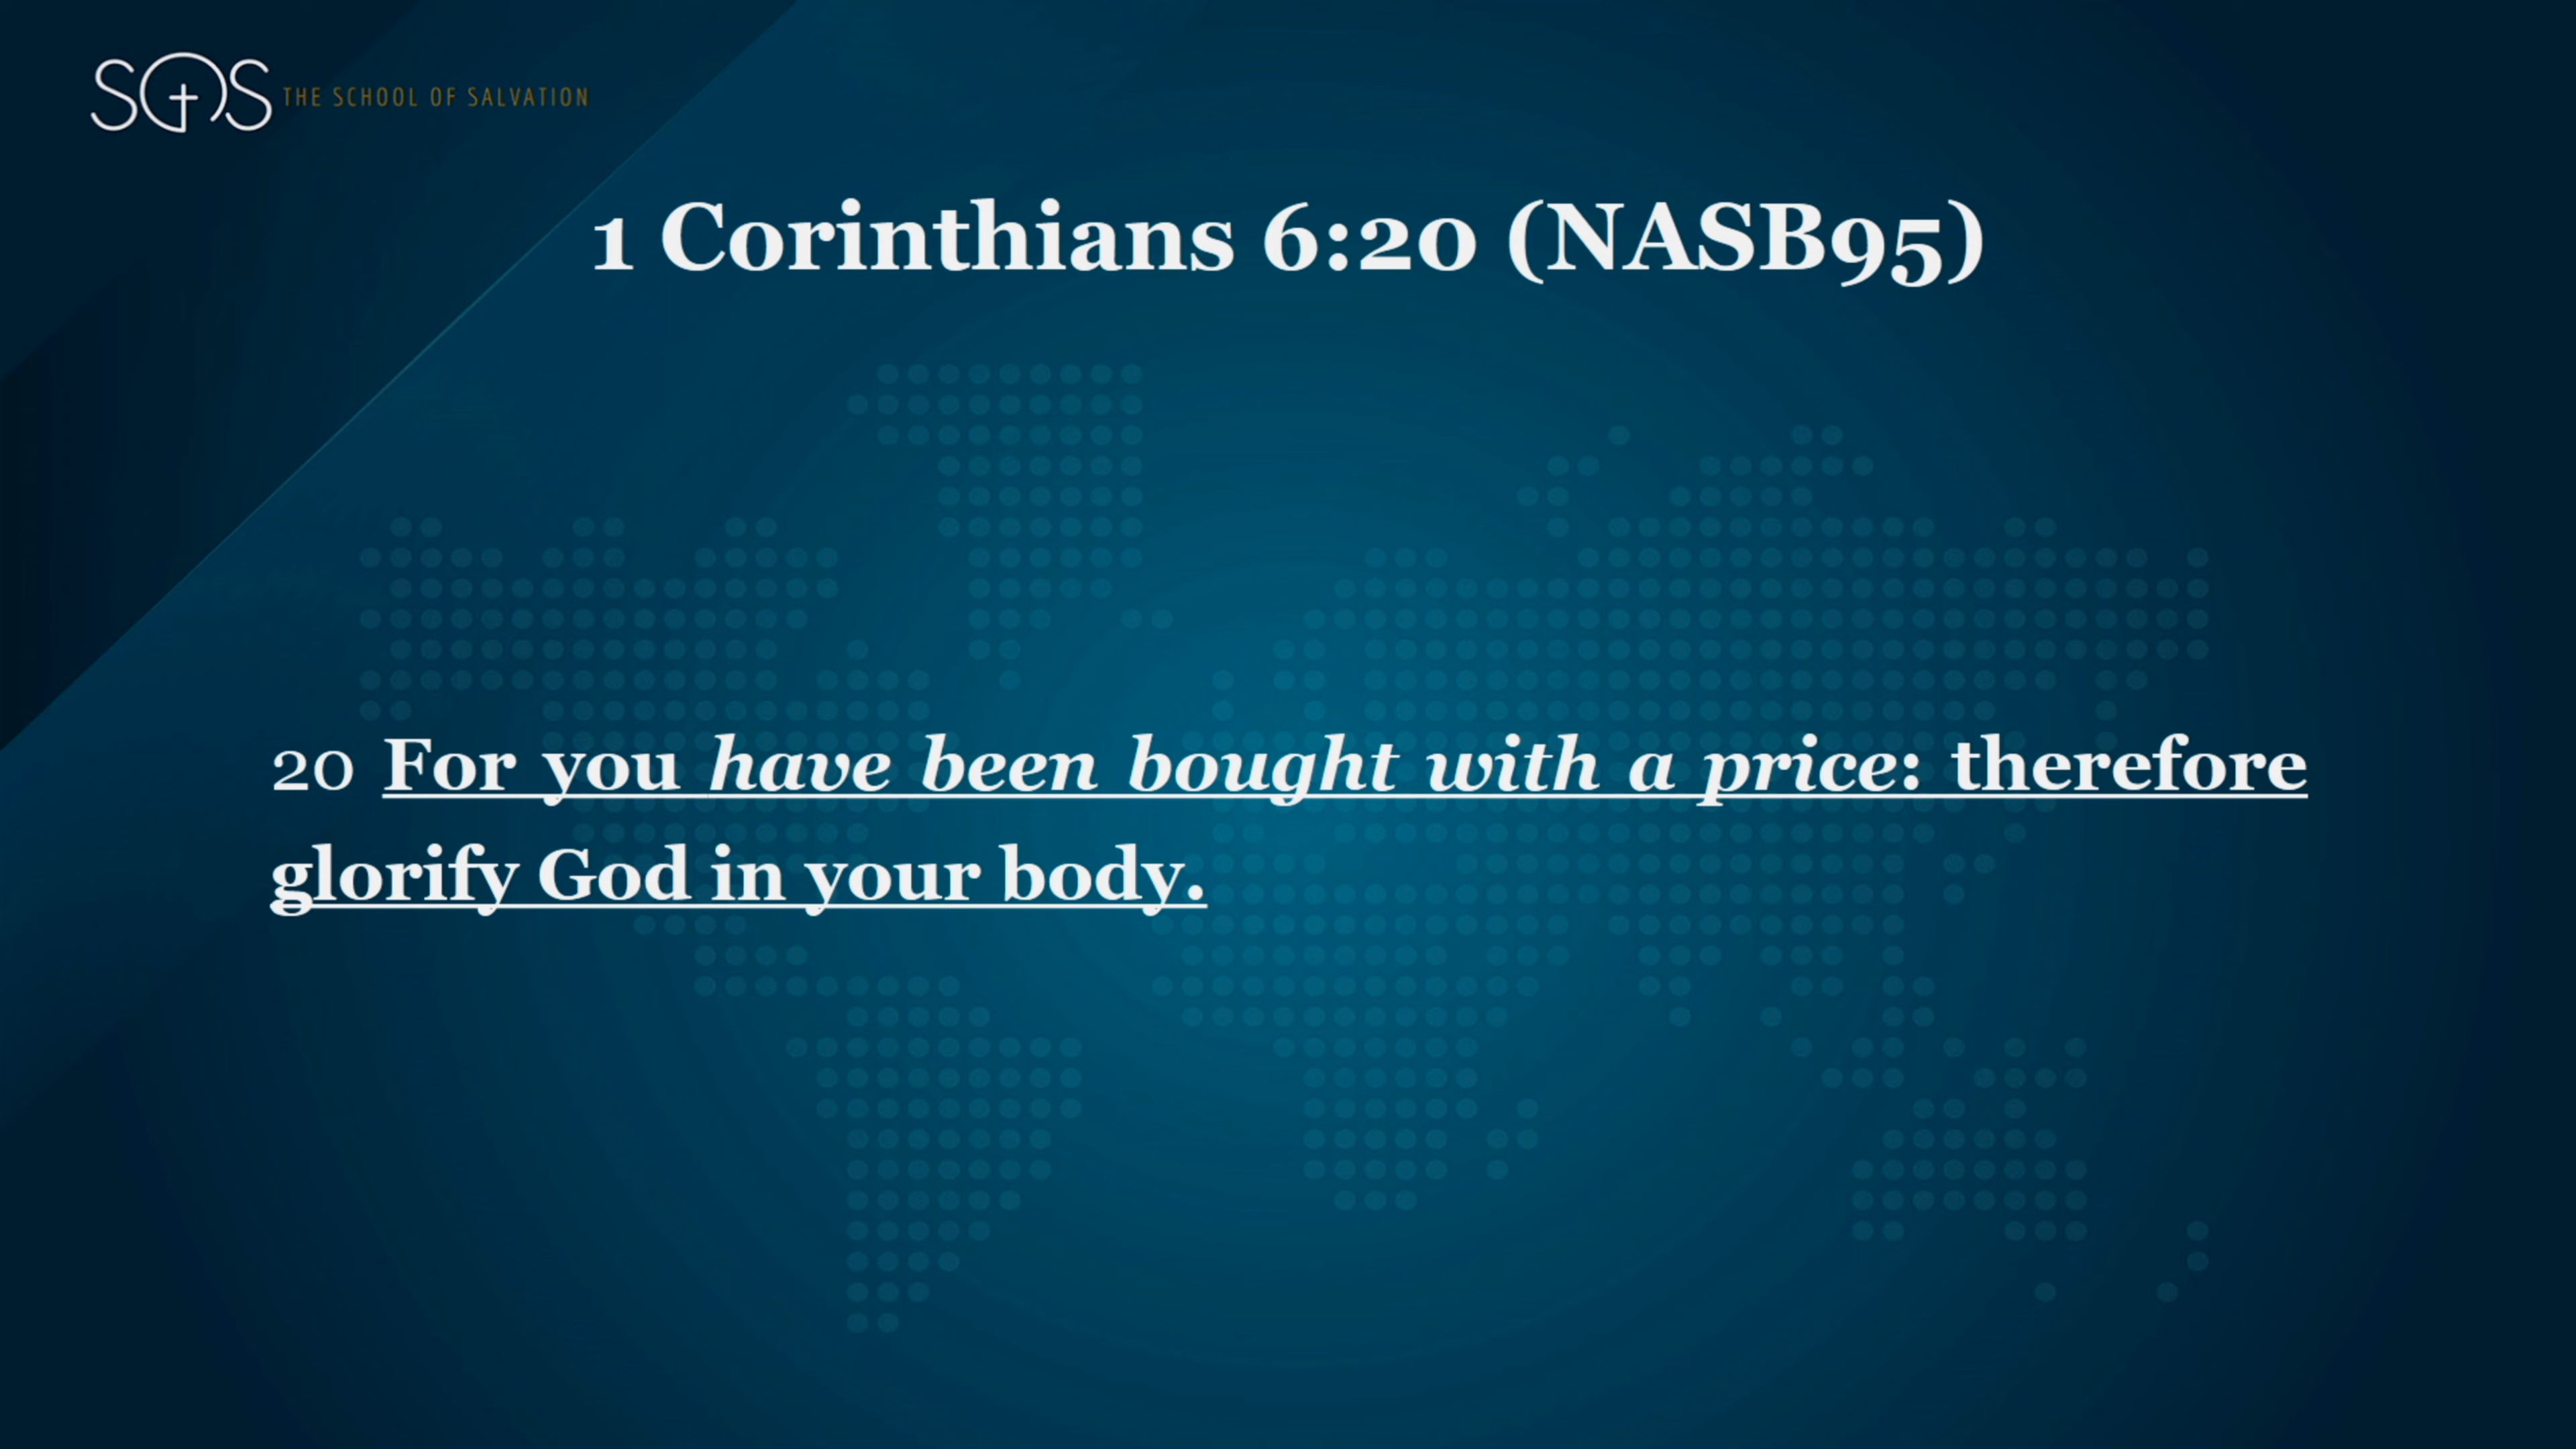 SOS THE SCHOOL OF SALVATION
1 Corinthians 6:20 (NASB95)
20 For you have been bought with a price: therefore
glorify God in your body.